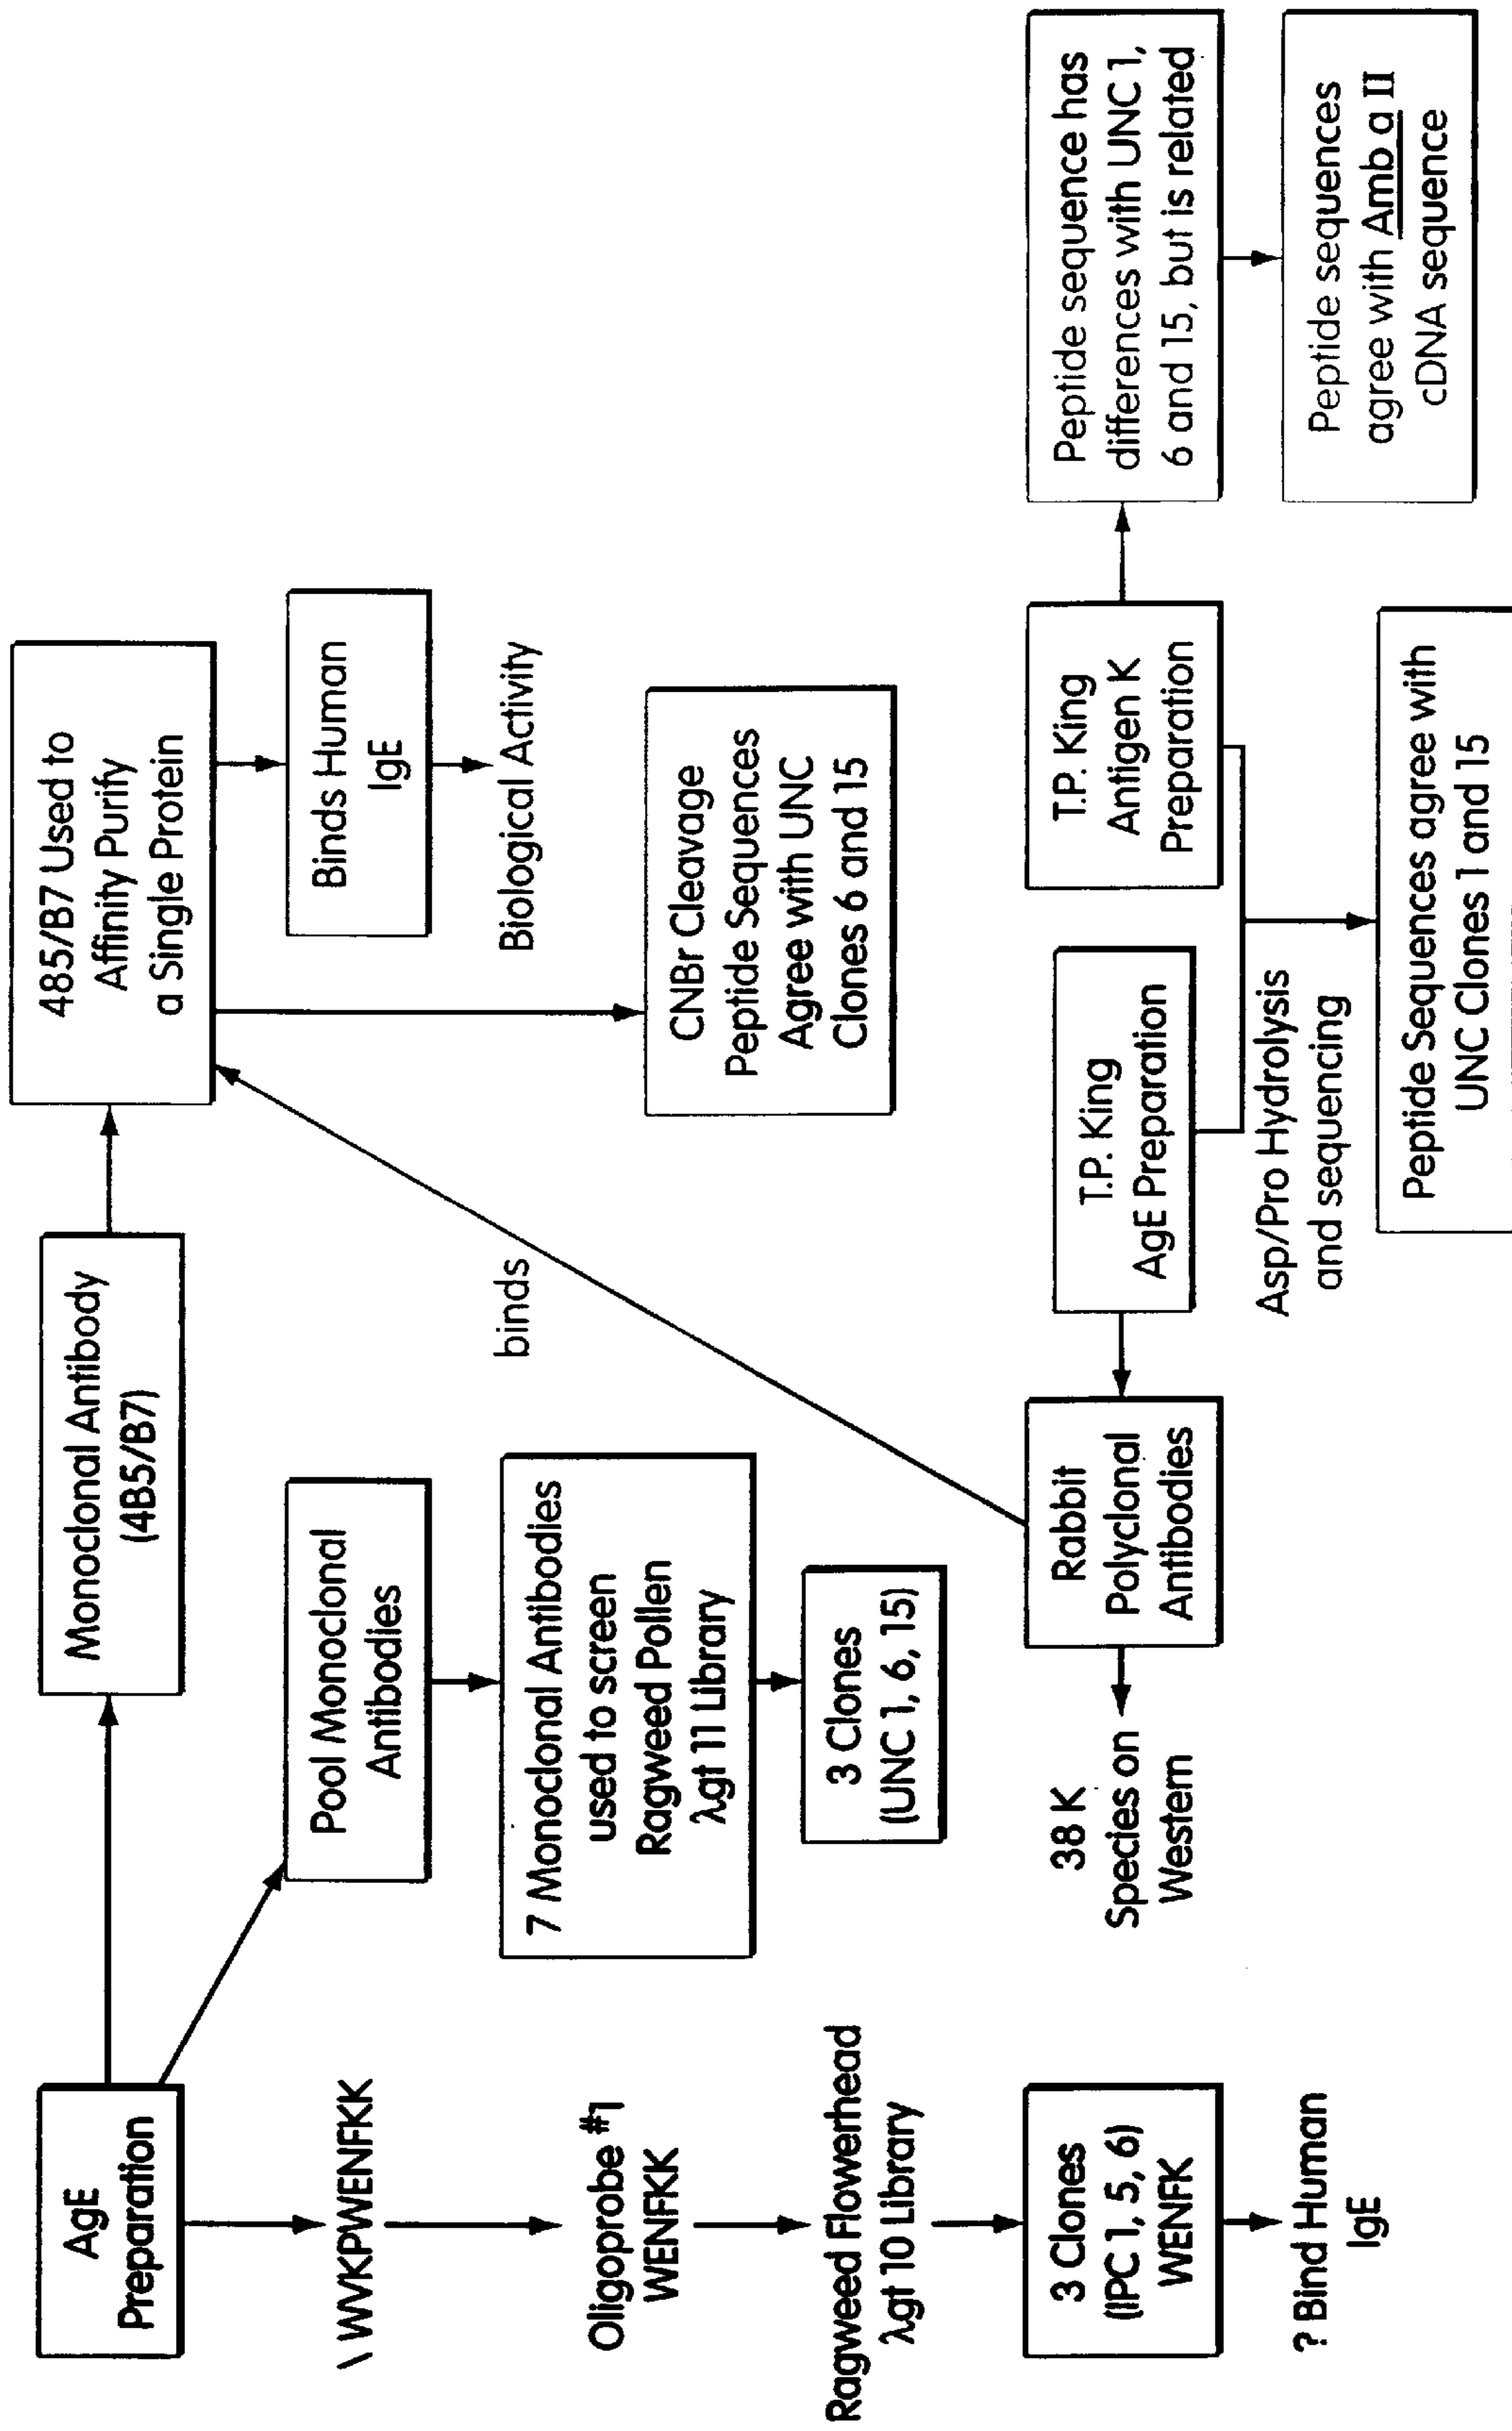 AgE
Preparation
\ WVKPWENFKK
Oligoprobe #1
WENFKK
Ragweed Flowerhead
λgt 10 Library
3 Clones
(IPC 1, 5, 6)
WENFK
? Bind Human
IgE
Monoclonal Antibody
(4B5/B7)
Pool Monoclonal
Antibodies
7 Monoclonal Antibodies
used to screen
Ragweed Pollen
λgt 11 Library
3 Clones
(UNC 1, 6, 15)
485/B7 Used to
Affinity Purify
a Single Protein
Binds Human
IgE
Biological Activity
CNBr Cleavage
Peptide Sequences
Agree with UNC
Clones 6 and 15
binds
38 K
Species on
Western
Rabbit
Polyclonal
Antibodies
T.P. King
AgE Preparation
T.P. King
Antigen K
Preparation
Asp/Pro Hydrolysis
and sequencing
Peptide Sequences agree with
UNC Clones 1 and 15
Peptide sequence has
differences with UNC 1,
6 and 15, but is related
Peptide sequences
agree with Amb a II
cDNA sequence